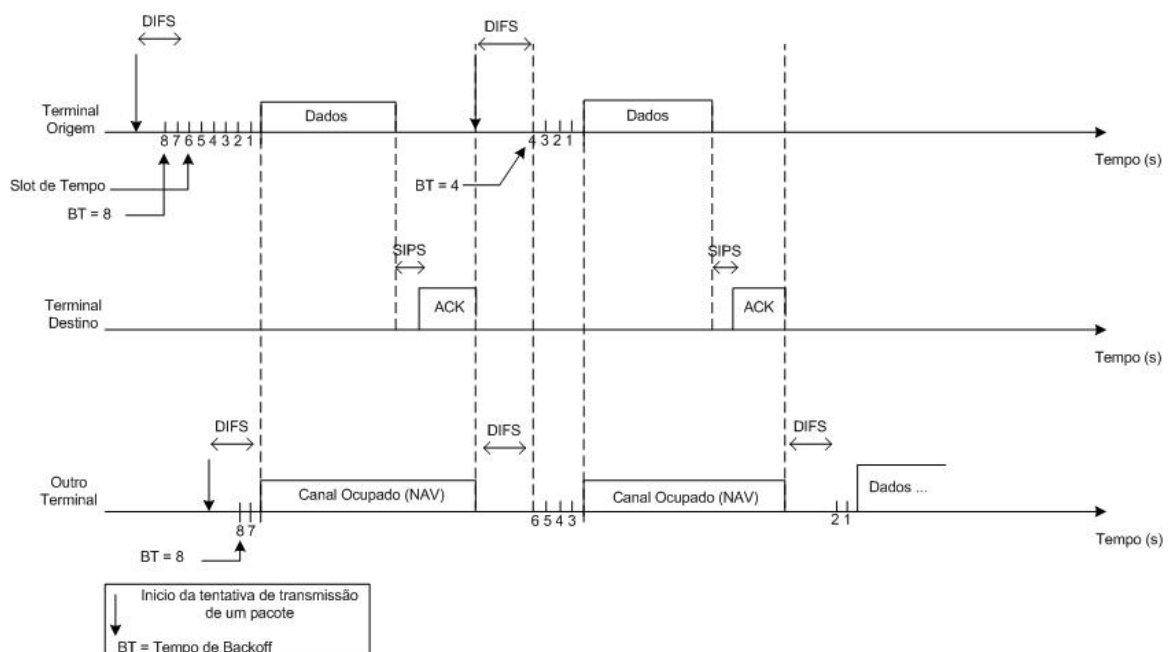 DIFS
DIFS
Terminal
Origem
Dados
Dados
8 7 6 5 4 3 2 1
4 3 2 1
Tempo (s)
Slot de Tempo
BT = 8
BT = 4
SIPS
SIPS
Terminal
Destino
ACK
ACK
Tempo (s)
DIFS
DIFS
DIFS
Outro
Terminal
Canal Ocupado (NAV)
Canal Ocupado (NAV)
Dados ...
8 7
6 5 4 3
2 1
Tempo (s)
BT = 8
Inicio da tentativa de transmissão
de um pacote
BT = Tempo de Backoff